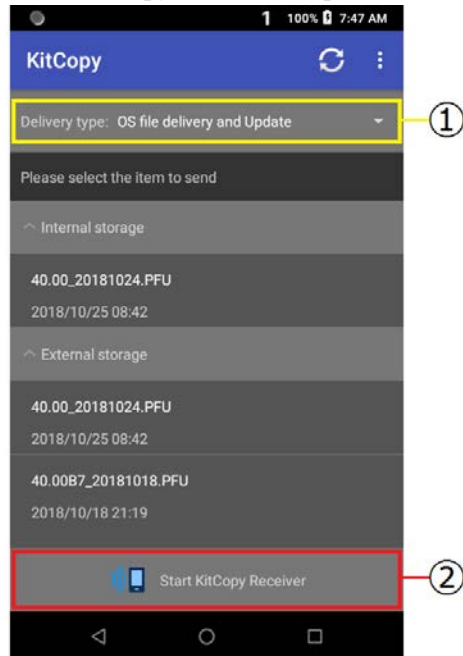 1 100% 7:47 AM
KitCopy
Delivery type: OS file delivery and Update
①
Please select the item to send
Internal storage
40.00_20181024.PFU
2018/10/25 08:42
External storage
40.00_20181024.PFU
2018/10/25 08:42
40.00B7_20181018.PFU
2018/10/18 21:19
Start KitCopy Receiver
②